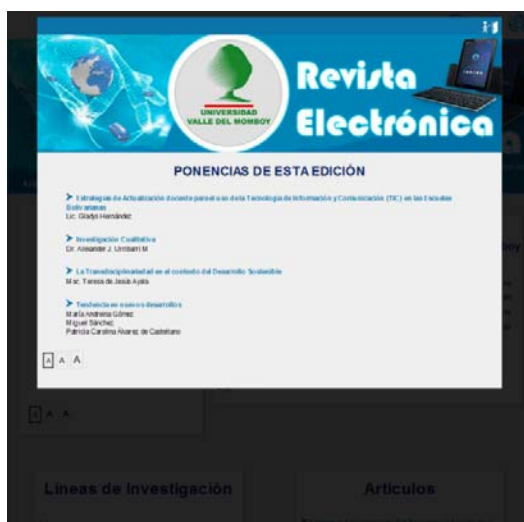 Revista
Electrónica
UNIVERSIDAD
VALLE DEL MOMBOY
PONENCIAS DE ESTA EDICIÓN
Estrategias de Actualización docente para el uso de la Tecnología de Información y Comunicación (TIC) en las Escuelas
Bolivarianas
Lic. Gladys Hernández
Investigación Cualitativa
Dr. Alexander J. M
La Transdisciplinariedad en el contexto del Desarrollo Sostenible
Msc. Teresa de Jesús Ayala
Tendencia en nuevos desarrollos
María Andreina Gómez
Miguel Sánchez
Patricia Carolina Álvarez de Castellano
A A A
A A A
Líneas de Investigación
Artículos